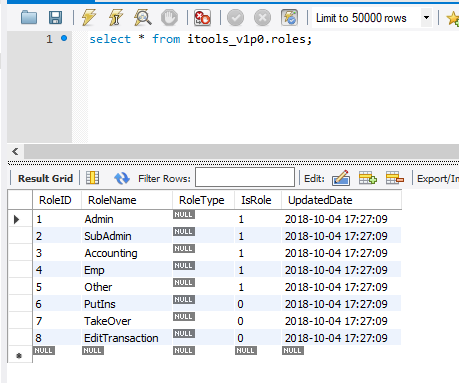 Limit to 50000 rows
1 select * from itools_v1p0.roles;
Result Grid Filter Rows: Edit: Export/Im
RoleID RoleName RoleType IsRole UpdatedDate
1 Admin NULL 1 2018-10-04 17:27:09
2 SubAdmin NULL 1 2018-10-04 17:27:09
3 Accounting NULL 1 2018-10-04 17:27:09
4 Emp NULL 1 2018-10-04 17:27:09
5 Other NULL 1 2018-10-04 17:27:09
6 PutIns NULL 0 2018-10-04 17:27:09
7 TakeOver NULL 0 2018-10-04 17:27:09
8 EditTransaction NULL 0 2018-10-04 17:27:09
NULL NULL NULL NULL NULL